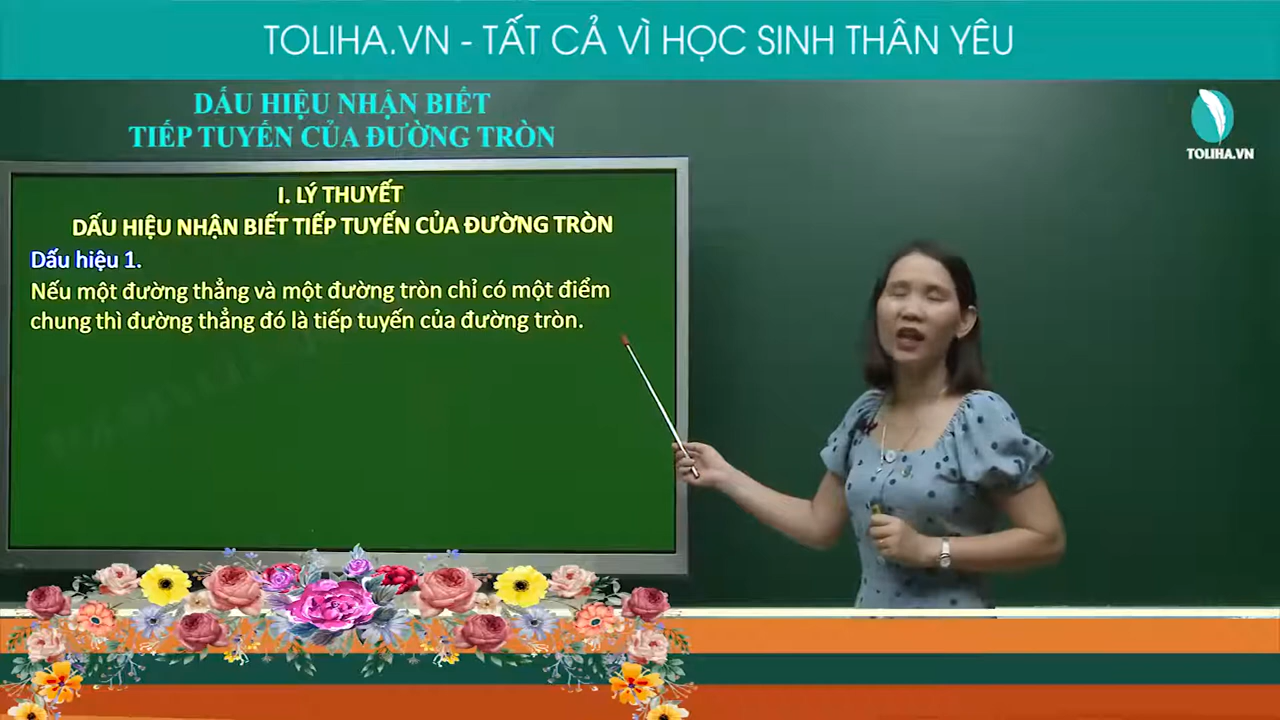 TOLIHA.VN - TẤT CẢ VÌ HỌC SINH THÂN YÊU
DẤU HIỆU NHẬN BIẾT
TIẾP TUYẾN CỦA ĐƯỜNG TRÒN
TOLIHA.VN
I. LÝ THUYẾT
DẤU HIỆU NHẬN BIẾT TIẾP TUYẾN CỦA ĐƯỜNG TRÒN
Dấu hiệu 1.
Nếu một đường thẳng và một đường tròn chỉ có một điểm
chung thì đường thẳng đó là tiếp tuyến của đường tròn.